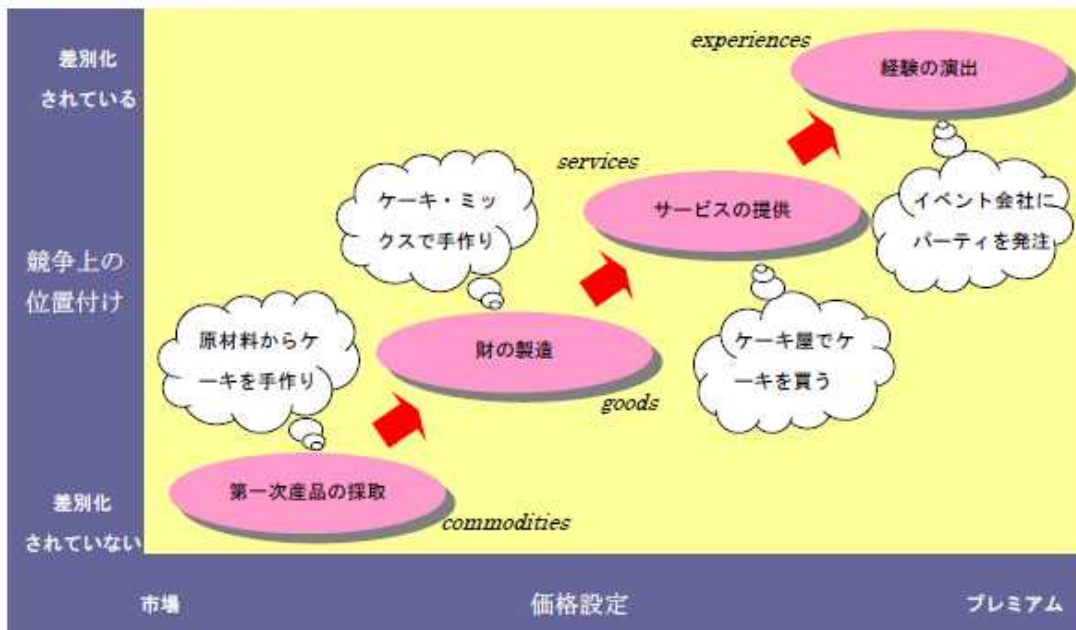 差別化
されている
experiences
経験の演出
services
ケーキ・ミッ
クスで手作り
サービスの提供
イベント会社に
パーティを発注
競争上の
位置付け
原材料からケ
ーキを手作り
財の製造
goods
ケーキ屋でケ
ーキを買う
第一次産品の採取
commodities
差別化
されていない
市場
価格設定
プレミアム